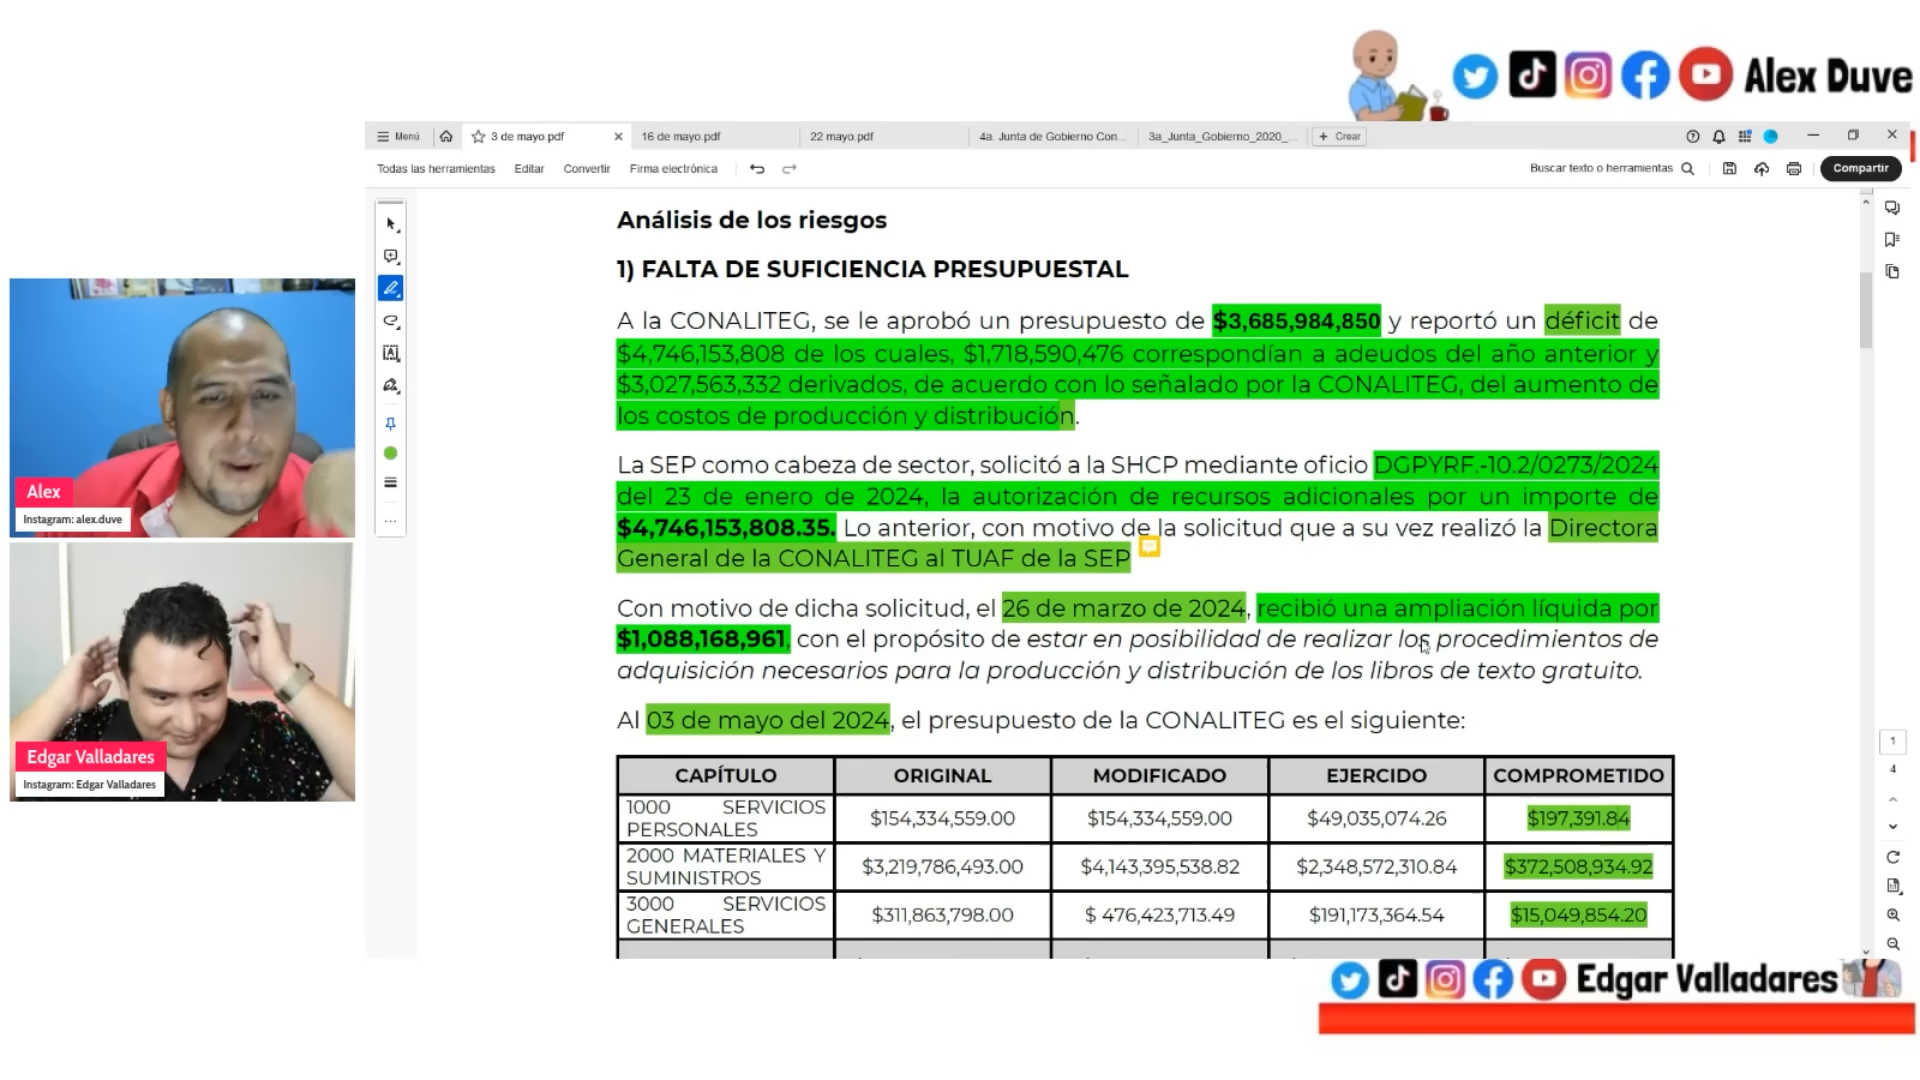 Alex Duve
Menú
3 de mayo.pdf
16 de mayo.pdf
22 mayo.pdf
4a. Junta de Gobierno Con...
3a_Junta_Gobierno_2020_...
+ Crear
Todas las herramientas
Editar
Convertir
Firma electrónica
Buscar texto o herramientas
Compartir
Análisis de los riesgos
1) FALTA DE SUFICIENCIA PRESUPUESTAL
A la CONALITEG, se le aprobó un presupuesto de $3,685,984,850 y reportó un déficit de
$4,746,153,808 de los cuales, $1,718,590,476 correspondían a adeudos del año anterior y
$3,027,563,332 derivados, de acuerdo con lo señalado por la CONALITEG, del aumento de
los costos de producción y distribución.
La SEP como cabeza de sector, solicitó a la SHCP mediante oficio DGPYRF.-10.2/0273/2024
del 23 de enero de 2024, la autorización de recursos adicionales por un importe de
$4,746,153,808.35. Lo anterior, con motivo de la solicitud que a su vez realizó la Directora
General de la CONALITEG al TUAF de la SEP
Con motivo de dicha solicitud, el 26 de marzo de 2024, recibió una ampliación líquida por
$1,088,168,961, con el propósito de estar en posibilidad de realizar los procedimientos de
adquisición necesarios para la producción y distribución de los libros de texto gratuito.
Al 03 de mayo del 2024, el presupuesto de la CONALITEG es el siguiente:
CAPÍTULO ORIGINAL MODIFICADO EJERCIDO COMPROMETIDO
1000 SERVICIOS
PERSONALES
$154,334,559.00 $154,334,559.00 $49,035,074.26 $197,391.84
2000 MATERIALES Y
SUMINISTROS
$3,219,786,493.00 $4,143,395,538.82 $2,348,572,310.84 $372,508,934.92
3000 SERVICIOS
GENERALES
$311,863,798.00 $ 476,423,713.49 $191,173,364.54 $15,049,854.20
1
4
Alex
Instagram: alex.duve
Edgar Valladares
Instagram: Edgar Valladares
Edgar Valladares